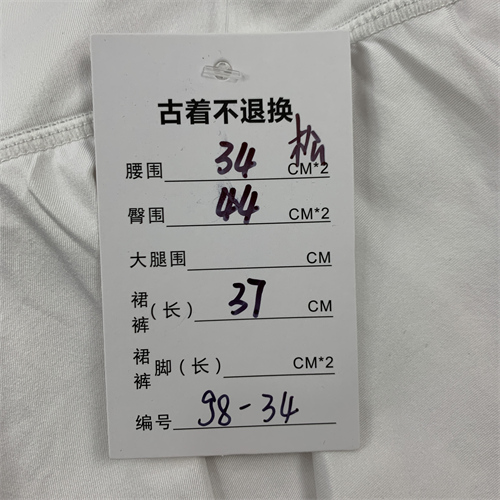 古着不退换
腰围 34 松 CM*2
臀围 44 CM*2
大腿围 CM
裙裤(长) 37 CM
裙裤脚(长) CM*2
编号 98-34